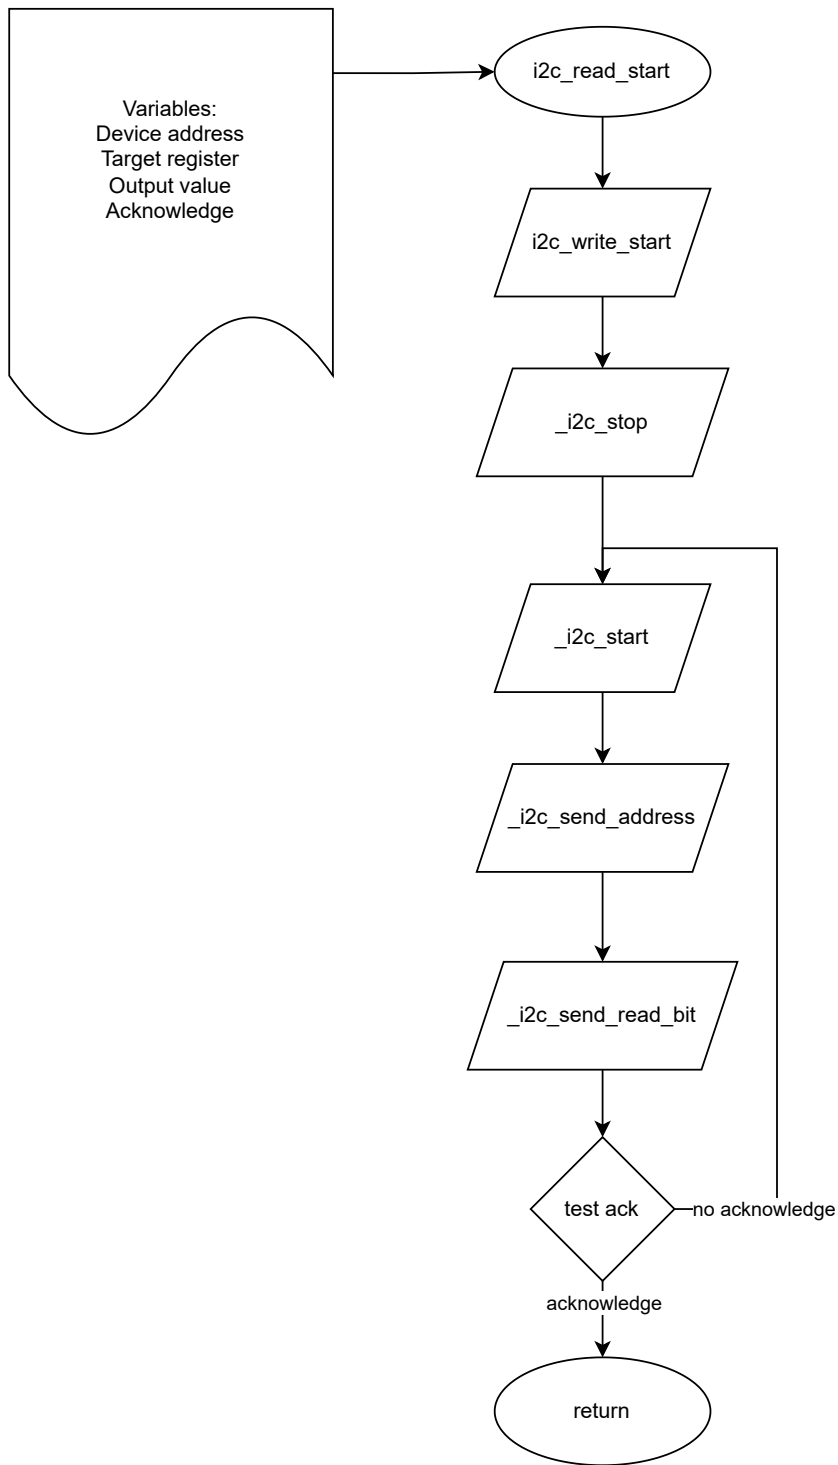 Variables:
Device address
Target register
Output value
Acknowledge
i2c_read_start
i2c_write_start
_i2c_stop
_i2c_start
_i2c_send_address
_i2c_send_read_bit
test ack
no acknowledge
acknowledge
return